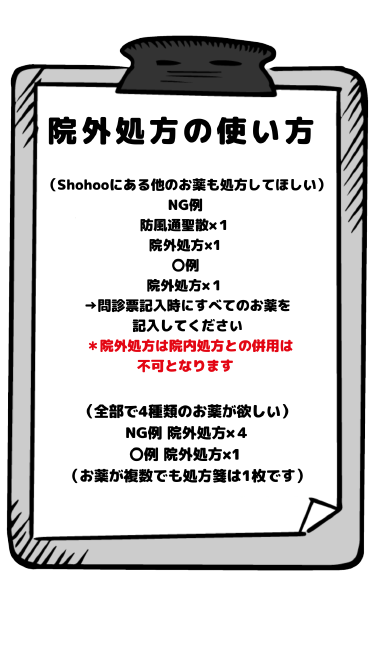 院外処方の使い方
（Shohooにある他のお薬も処方してほしい）
NG例
防風通聖散×１
院外処方×1
〇例
院外処方×１
→問診票記入時にすべてのお薬を
記入してください
＊院外処方は院内処方との併用は
不可となります
（全部で4種類のお薬が欲しい）
NG例 院外処方×４
〇例 院外処方×1
（お薬が複数でも処方箋は1枚です）